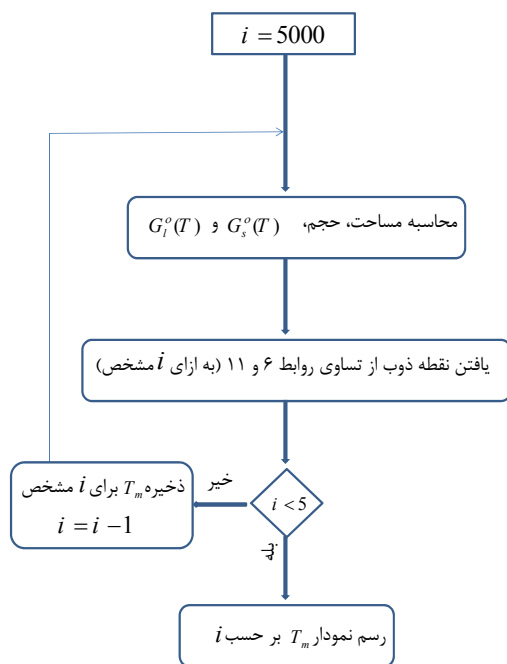 i = 5000
محاسبه مساحت، حجم، G_s^o(T) و G_l^o(T)
یافتن نقطه ذوب از تساوی روابط ۶ و ۱۱ (به ازای i مشخص)
i < 5
خیر
ذخیره T_m برای i مشخص
i = i − 1
بله
رسم نمودار T_m بر حسب i